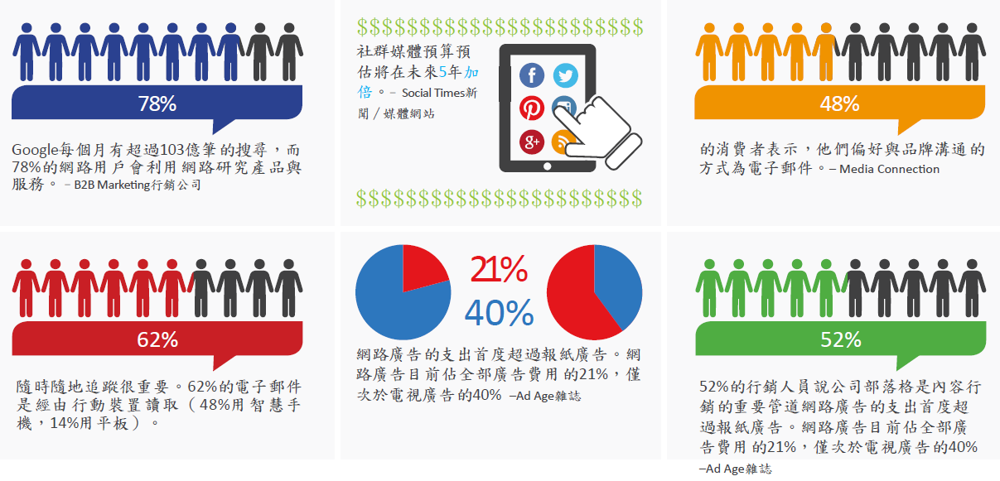 78%
Google每個月有超過103億筆的搜尋，而
78%的網路用戶會利用網路研究產品與
服務。 – B2B Marketing行銷公司
$$$$$$$$$$$$$$$$$$$$$$$
社群媒體預算預
估將在未來5年加
倍。– Social Times新
聞／媒體網站
f
g+
$$$$$$$$$$$$$$$$$$$$$$$
48%
的消費者表示，他們偏好與品牌溝通的
方式為電子郵件。– Media Connection
62%
隨時隨地追蹤很重要。62%的電子郵件
是經由行動裝置讀取（48%用智慧手
機，14%用平板）。
21%
40%
網路廣告的支出首度超過報紙廣告。網
路廣告目前佔全部廣告費用的21%，僅
次於電視廣告的40% –Ad Age雜誌
52%
52%的行銷人員說公司部落格是內容行
銷的重要管道網路廣告的支出首度超
過報紙廣告。網路廣告目前佔全部廣
告費用的21%，僅次於電視廣告的40%
–Ad Age雜誌